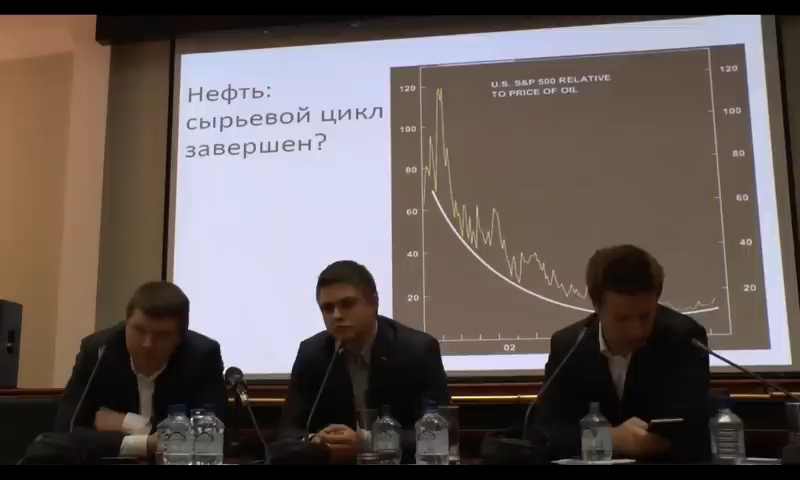 Нефть:
сырьевой цикл
завершен?
U.S. S&P 500 RELATIVE
TO PRICE OF OIL
120 120
100 100
80 80
60 60
40 40
20 20
02